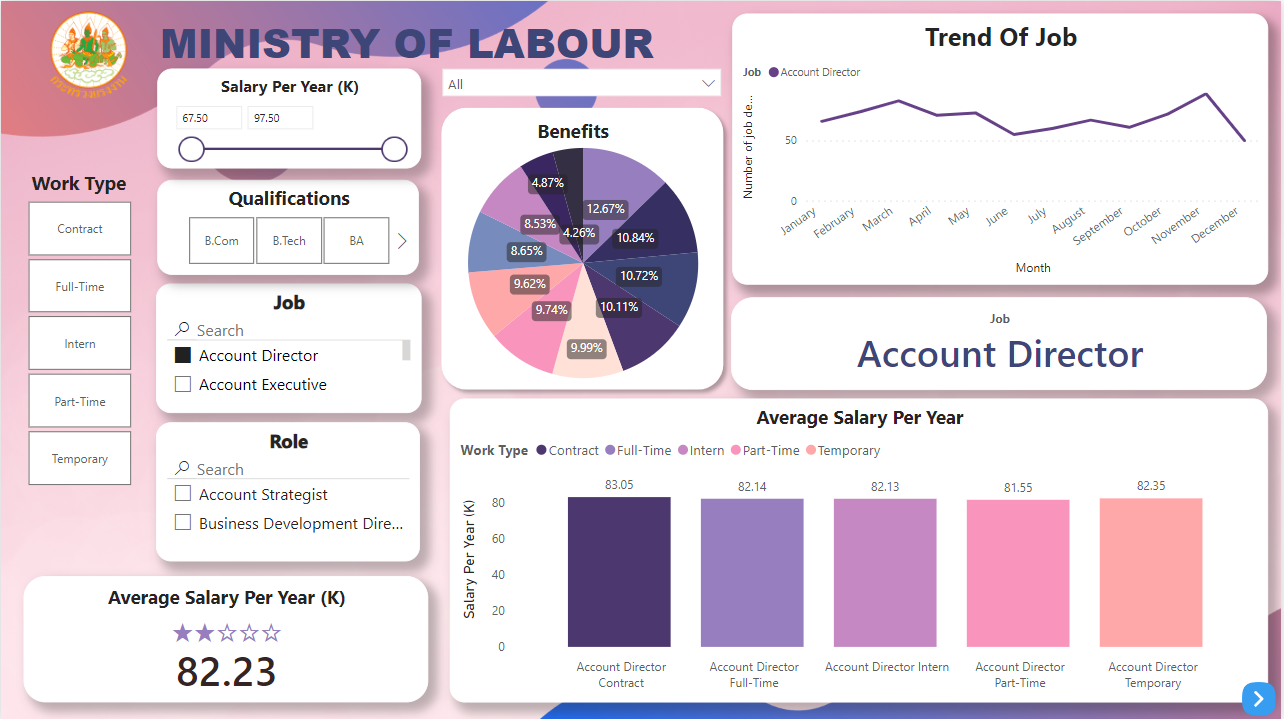 MINISTRY OF LABOUR
Salary Per Year (K)
67.50
97.50
All
Work Type
Contract
Full-Time
Intern
Part-Time
Temporary
Qualifications
B.Com
B.Tech
BA
Job
Search
Account Director
Account Executive
Role
Search
Account Strategist
Business Development Dire...
Average Salary Per Year (K)
82.23
Benefits
12.67%
10.84%
10.72%
10.11%
9.99%
9.74%
9.62%
8.65%
8.53%
4.87%
4.26%
Trend Of Job
Job Account Director
Number of job de...
50
0
January
February
March
April
May
June
July
August
September
October
November
December
Month
Job
Account Director
Average Salary Per Year
Work Type Contract Full-Time Intern Part-Time Temporary
Salary Per Year (K)
80
60
40
20
0
83.05
82.14
82.13
81.55
82.35
Account Director
Contract
Account Director
Full-Time
Account Director Intern
Account Director
Part-Time
Account Director
Temporary